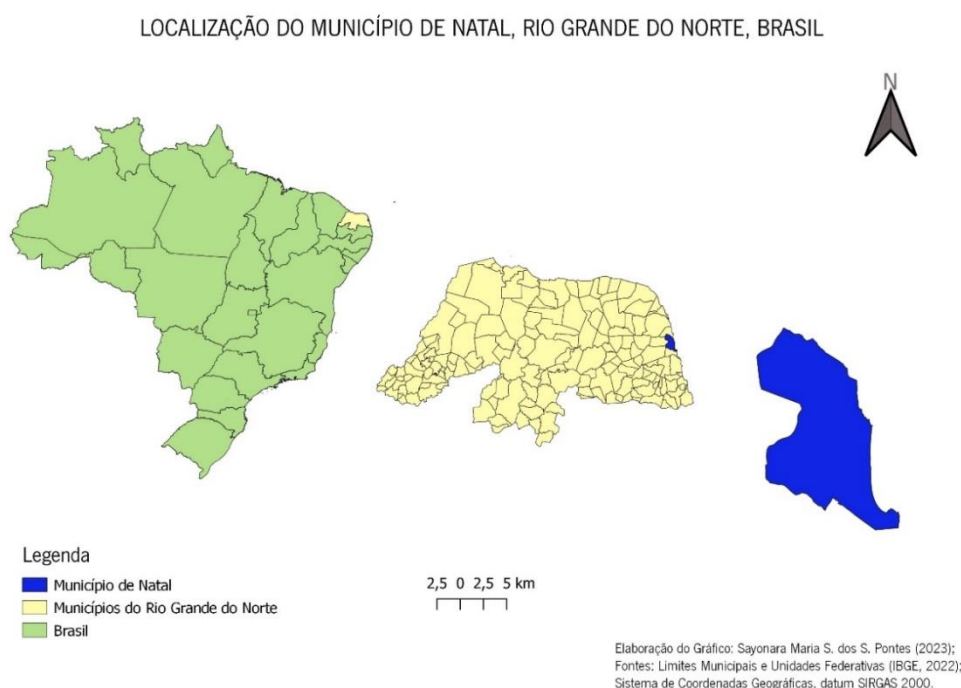 LOCALIZAÇÃO DO MUNICÍPIO DE NATAL, RIO GRANDE DO NORTE, BRASIL
N
Legenda
Município de Natal
Municípios do Rio Grande do Norte
Brasil
2,5 0 2,5 5 km
Elaboração do Gráfico: Sayonara Maria S. dos S. Pontes (2023);
Fontes: Limites Municipais e Unidades Federativas (IBGE, 2022);
Sistema de Coordenadas Geográficas, datum SIRGAS 2000.